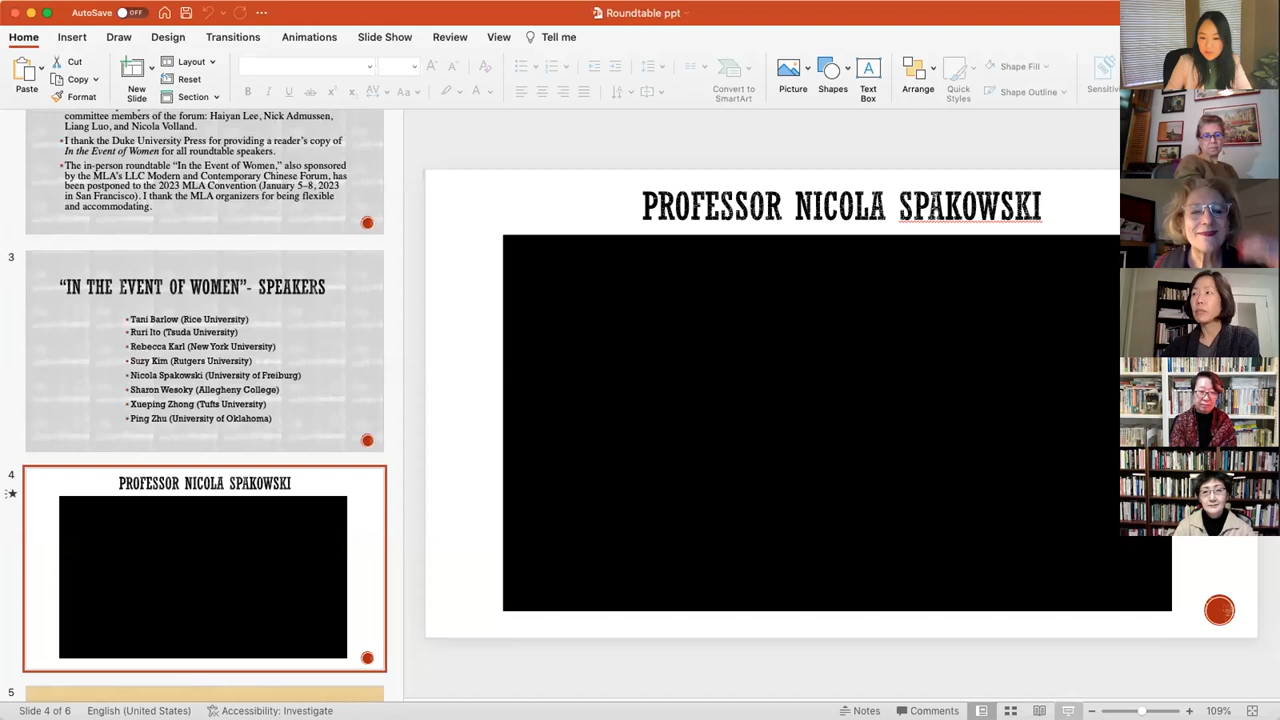 AutoSave OFF
Roundtable ppt
Home Insert Draw Design Transitions Animations Slide Show Review View Tell me
Paste
Cut
Copy
Format
New Slide
Layout
Reset
Section
Convert to SmartArt
Picture
Shapes
Text Box
Arrange
Quick Styles
Shape Fill
Shape Outline
committee members of the forum: Haiyan Lee, Nick Admussen,
Liang Luo, and Nicola Volland.
I thank the Duke University Press for providing a reader's copy of
In the Event of Women for all roundtable speakers.
The in-person roundtable “In the Event of Women,” also sponsored
by the MLA's LLC Modern and Contemporary Chinese Forum, has
been postponed to the 2023 MLA Convention (January 5–8, 2023
in San Francisco). I thank the MLA organizers for being flexible
and accommodating.
3
“IN THE EVENT OF WOMEN”- SPEAKERS
Tani Barlow (Rice University)
Ruri Ito (Tsuda University)
Rebecca Karl (New York University)
Suzy Kim (Rutgers University)
Nicola Spakowski (University of Freiburg)
Sharon Wesoky (Allegheny College)
Xueping Zhong (Tufts University)
Ping Zhu (University of Oklahoma)
4
PROFESSOR NICOLA SPAKOWSKI
5
PROFESSOR NICOLA SPAKOWSKI
Slide 4 of 6 English (United States) Accessibility: Investigate
Notes Comments 109%